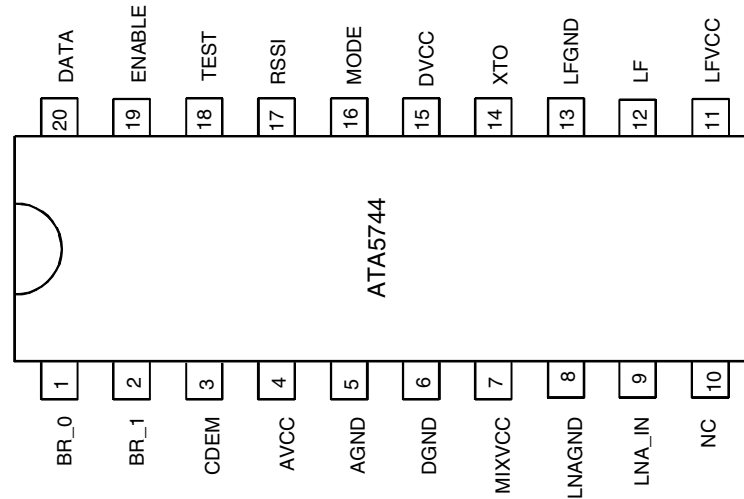 DATA
ENABLE
TEST
RSSI
MODE
DVCC
XTO
LFGND
LF
LFVCC
20
19
18
17
16
15
14
13
12
11
ATA5744
1
2
3
4
5
6
7
8
9
10
BR_0
BR_1
CDEM
AVCC
AGND
DGND
MIXVCC
LNAGND
LNA_IN
NC